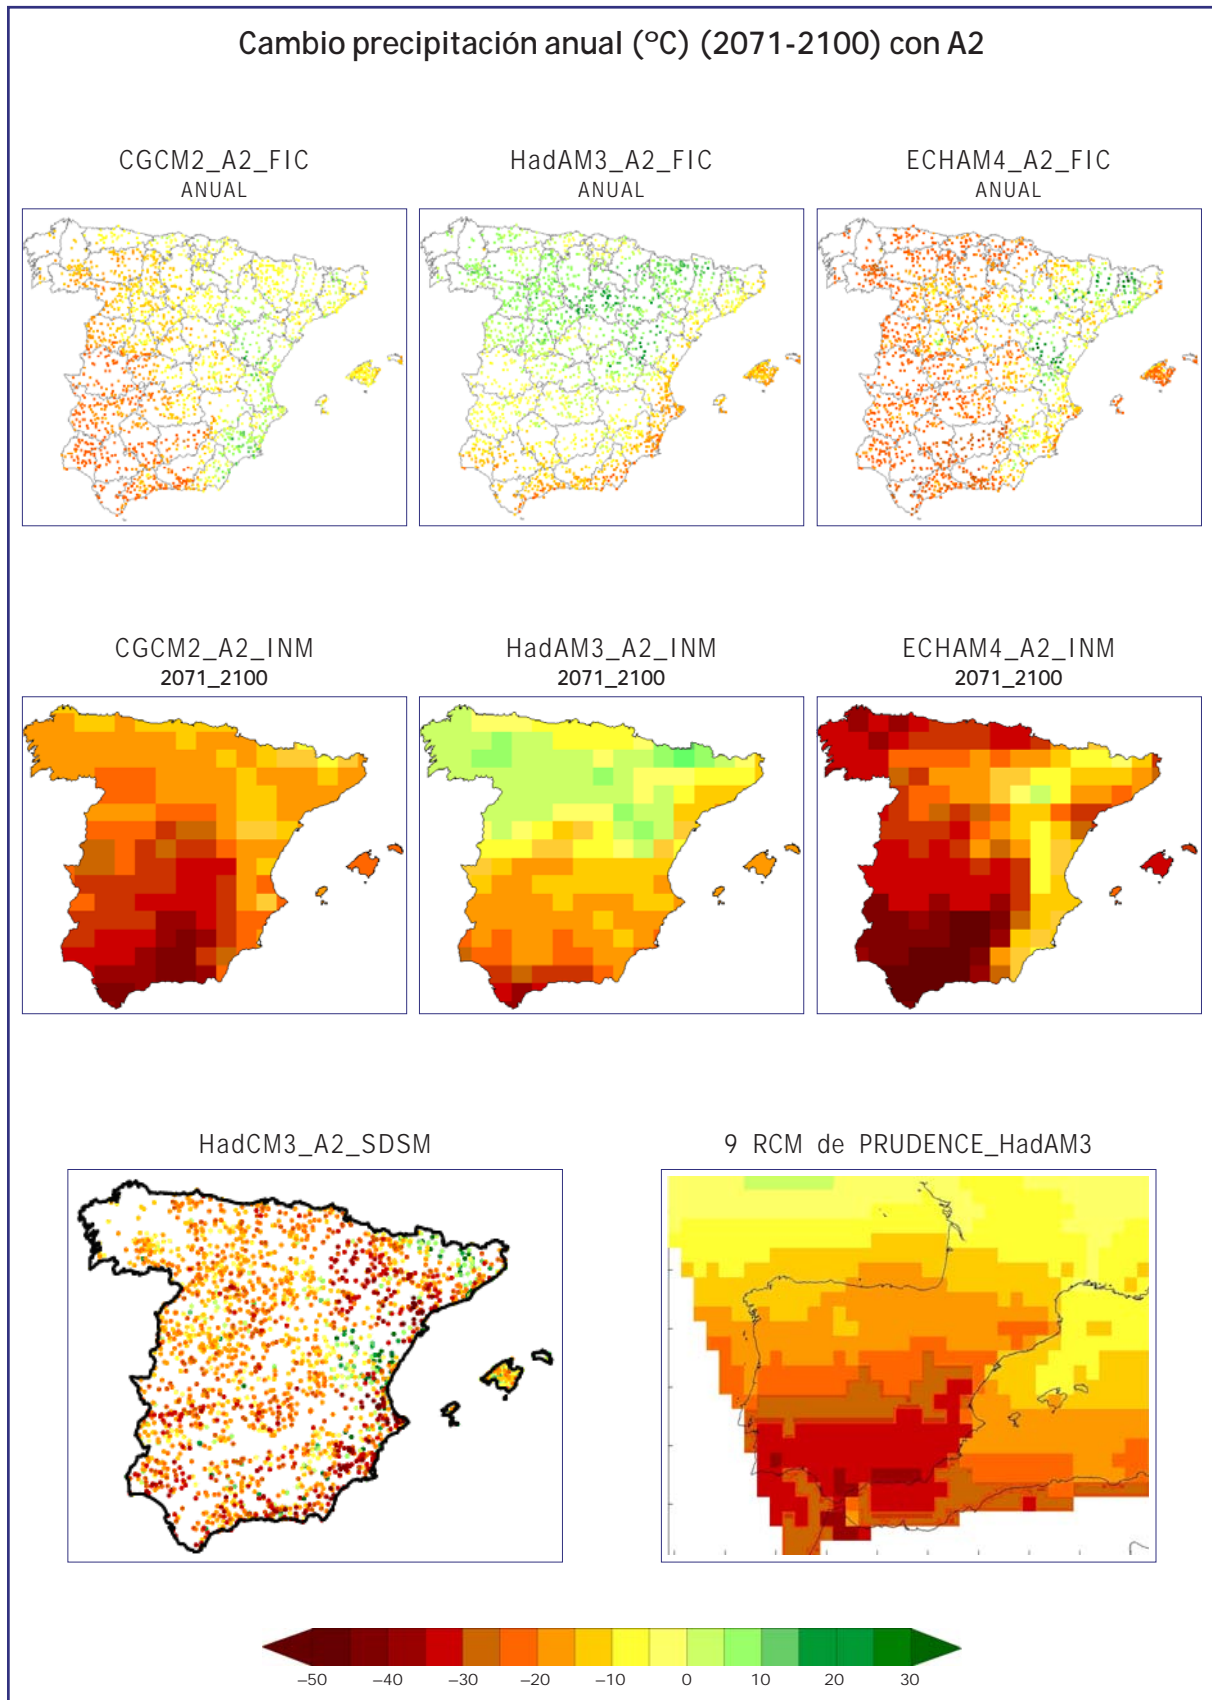 Cambio precipitación anual (ºC) (2071-2100) con A2
CGCM2_A2_FIC
ANUAL
HadAM3_A2_FIC
ANUAL
ECHAM4_A2_FIC
ANUAL
CGCM2_A2_INM
2071_2100
HadAM3_A2_INM
2071_2100
ECHAM4_A2_INM
2071_2100
HadCM3_A2_SDSM
9 RCM de PRUDENCE_HadAM3
−50 −40 −30 −20 −10 0 10 20 30